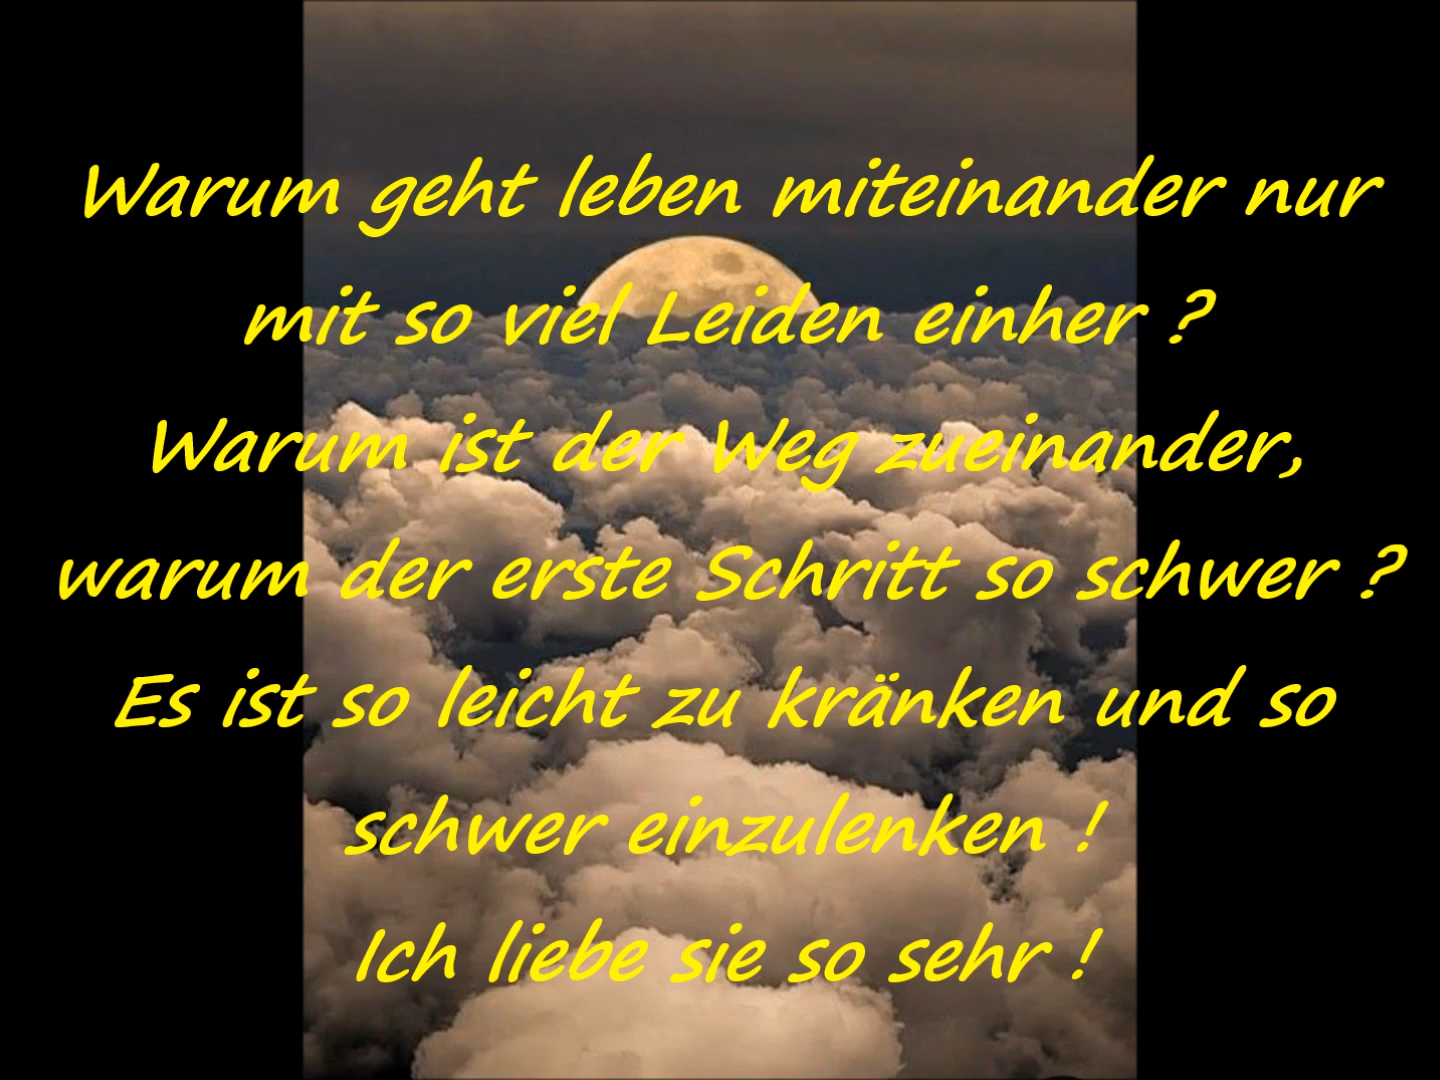 Warum geht leben miteinander nur
mit so viel Leiden einher ?
Warum ist der Weg zueinander,
warum der erste Schritt so schwer ?
Es ist so leicht zu kränken und so
schwer einzulenken !
Ich liebe sie so sehr !